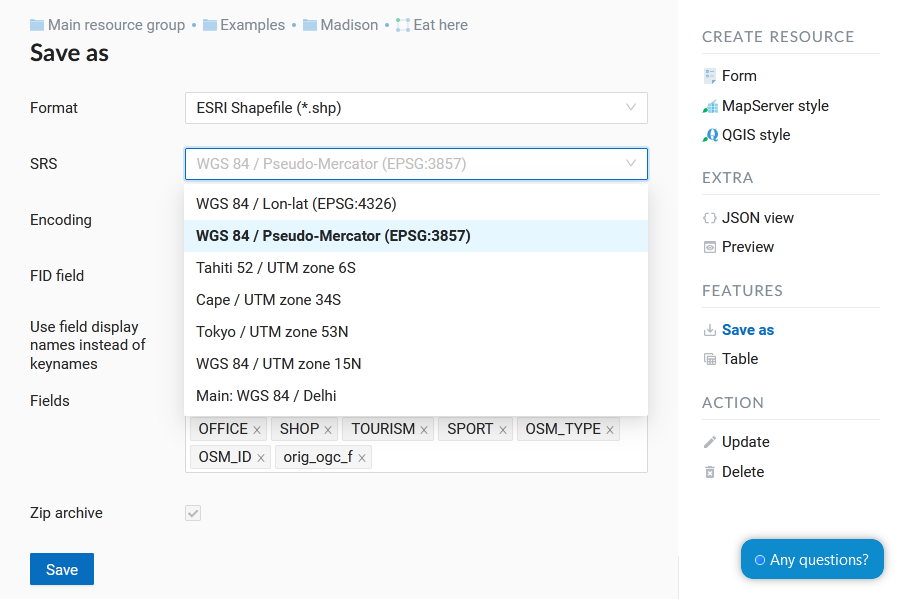 Main resource group • Examples • Madison • Eat here
Save as
Format
ESRI Shapefile (*.shp)
SRS
WGS 84 / Pseudo-Mercator (EPSG:3857)
WGS 84 / Lon-lat (EPSG:4326)
WGS 84 / Pseudo-Mercator (EPSG:3857)
Tahiti 52 / UTM zone 6S
Cape / UTM zone 34S
Tokyo / UTM zone 53N
WGS 84 / UTM zone 15N
Main: WGS 84 / Delhi
Encoding
FID field
Use field display
names instead of
keynames
Fields
OFFICE × SHOP × TOURISM × SPORT × OSM_TYPE ×
OSM_ID × orig_ogc_f ×
Zip archive
Save
CREATE RESOURCE
Form
MapServer style
QGIS style
EXTRA
JSON view
Preview
FEATURES
Save as
Table
ACTION
Update
Delete
Any questions?